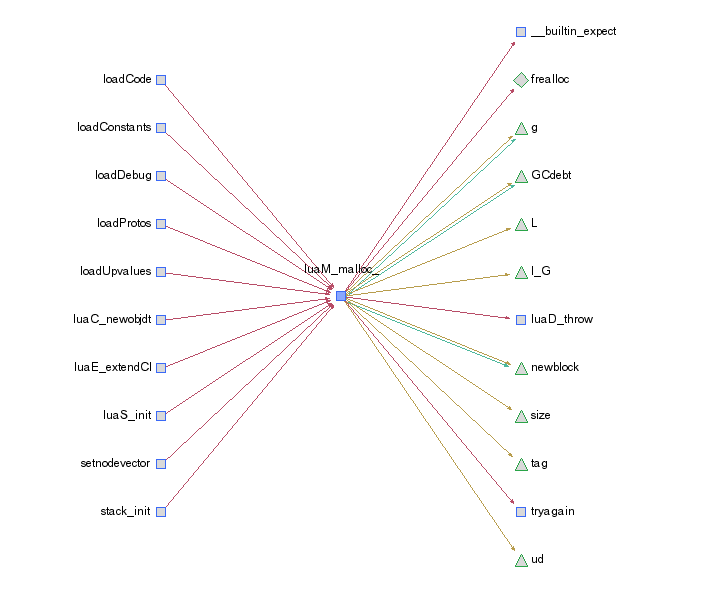 __builtin_expect
loadCode
frealloc
loadConstants
g
loadDebug
GCdebt
loadProtos
L
loadUpvalues
luaM_malloc_
l_G
luaC_newobjdt
luaD_throw
luaE_extendCI
newblock
luaS_init
size
setnodevector
tag
stack_init
tryagain
ud